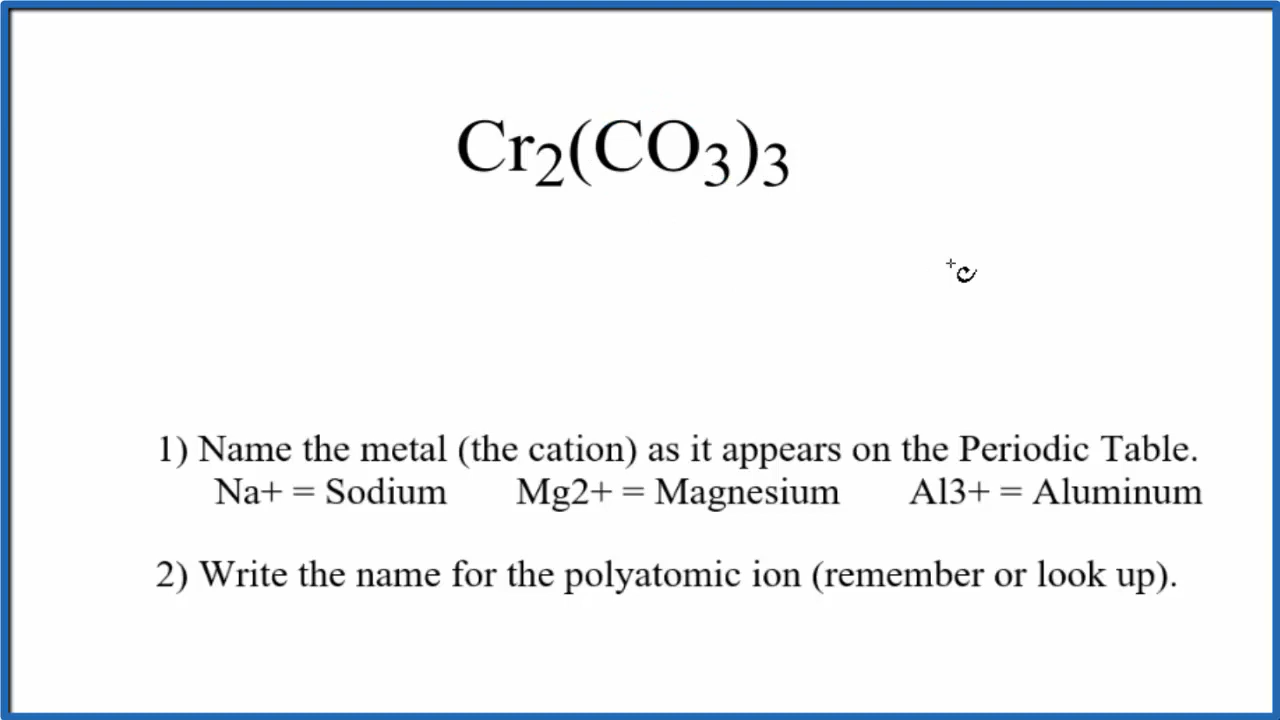 Cr₂(CO₃)₃
1) Name the metal (the cation) as it appears on the Periodic Table.
Na+ = Sodium Mg2+ = Magnesium Al3+ = Aluminum
2) Write the name for the polyatomic ion (remember or look up).